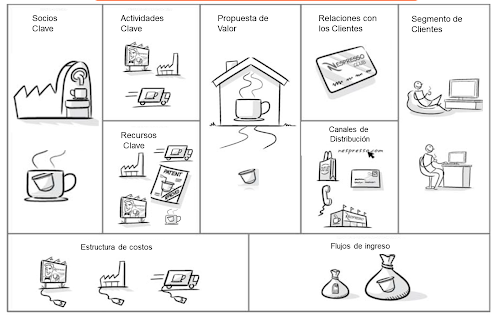 Socios
Clave
Actividades
Clave
Propuesta de
Valor
Relaciones con
los Clientes
Segmento de
Clientes
NESPRESSO
CLUB
Recursos
Clave
PATENT
Canales de
Distribución
nespresso.com
Estructura de costos
Flujos de ingreso